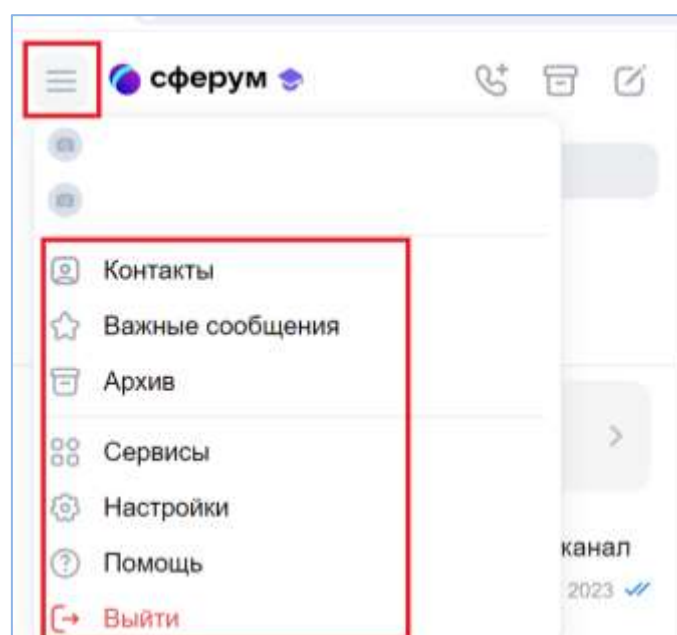 сферум
Контакты
Важные сообщения
Архив
Сервисы
Настройки
Помощь
канал
2023
Выйти